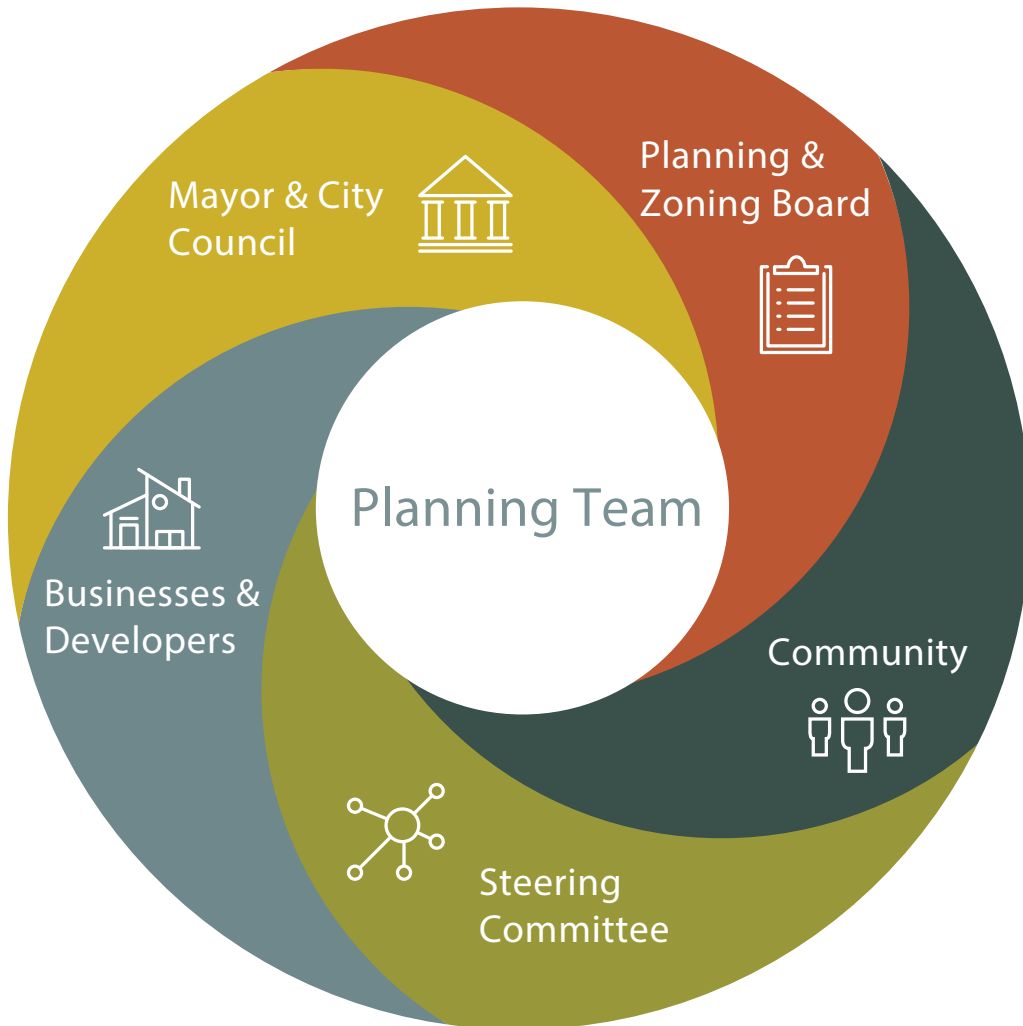 Mayor & City
Council
Planning &
Zoning Board
Planning Team
Businesses &
Developers
Community
Steering
Committee